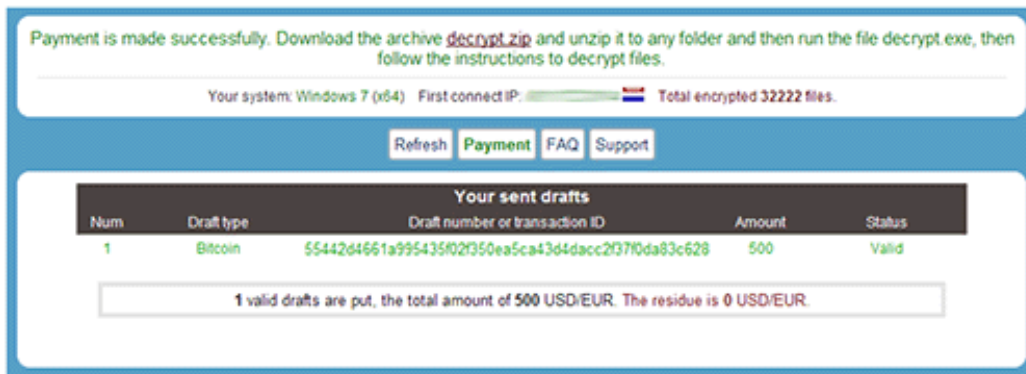 Payment is made successfully. Download the archive decrypt.zip and unzip it to any folder and then run the file decrypt.exe, then
follow the instructions to decrypt files.
Your system: Windows 7 (x64) First connect IP: Total encrypted 32222 files.
Refresh Payment FAQ Support
Your sent drafts
Num Draft type Draft number or transaction ID Amount Status
1 Bitcoin 55442d4661a995435f02f350ea5ca43d4dacc2f37f0da83c628 500 Valid
1 valid drafts are put, the total amount of 500 USD/EUR. The residue is 0 USD/EUR.